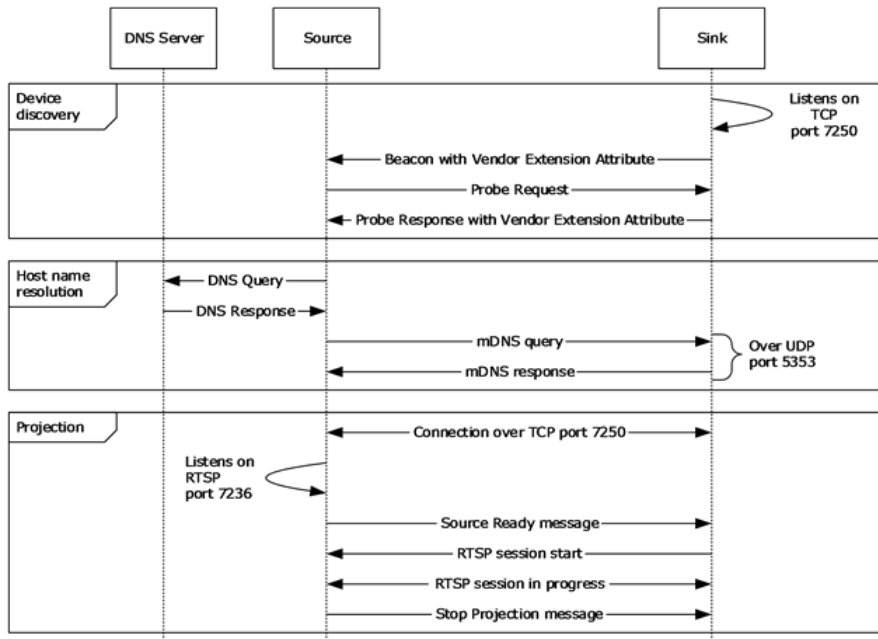 DNS Server
Source
Sink
Device
discovery
Listens on
TCP
port 7250
Beacon with Vendor Extension Attribute
Probe Request
Probe Response with Vendor Extension Attribute
Host name
resolution
DNS Query
DNS Response
mDNS query
mDNS response
Over UDP
port 5353
Projection
Connection over TCP port 7250
Listens on
RTSP
port 7236
Source Ready message
RTSP session start
RTSP session in progress
Stop Projection message